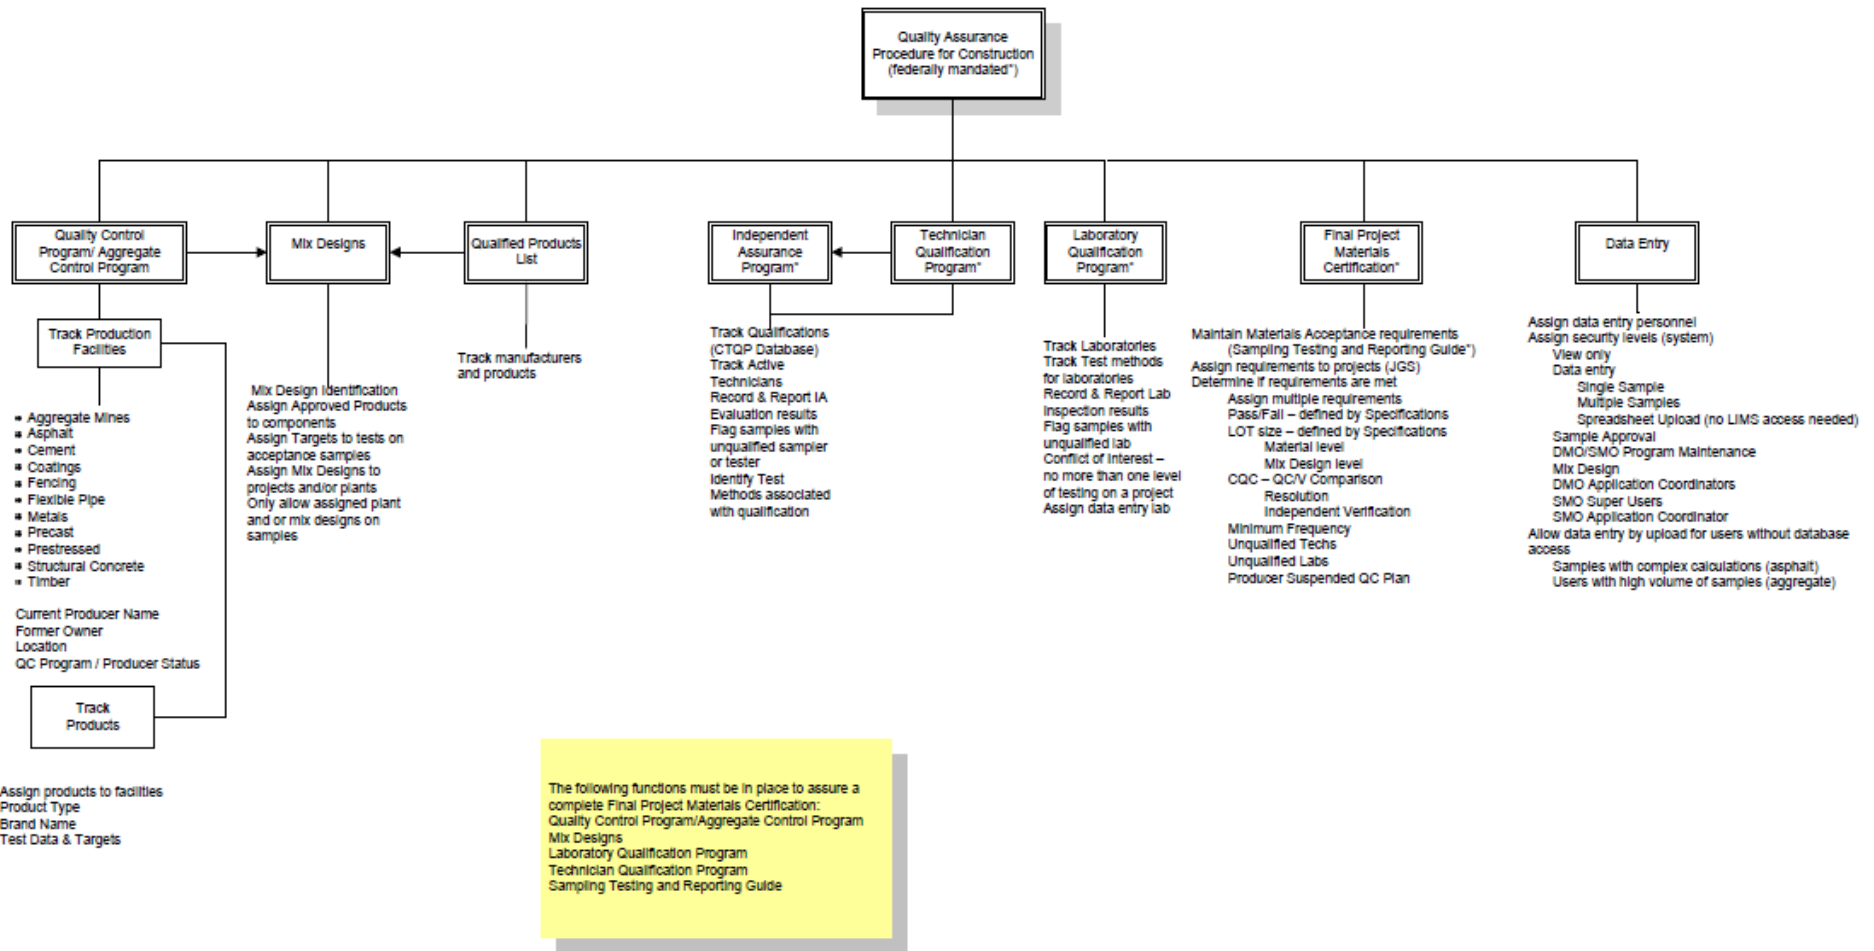 Quality Assurance
Procedure for Construction
(federally mandated*)
Quality Control
Program/ Aggregate
Control Program
Mix Designs
Qualified Products
List
Independent
Assurance
Program*
Technician
Qualification
Program*
Laboratory
Qualification
Program*
Final Project
Materials
Certification*
Data Entry
Track Production
Facilities
Aggregate Mines
Asphalt
Cement
Coatings
Fencing
Flexible Pipe
Metals
Precast
Prestressed
Structural Concrete
Timber
Current Producer Name
Former Owner
Location
QC Program / Producer Status
Track
Products
Assign products to facilities
Product Type
Brand Name
Test Data & Targets
Mix Design Identification
Assign Approved Products
to components
Assign Targets to tests on
acceptance samples
Assign Mix Designs to
projects and/or plants
Only allow assigned plant
and or mix designs on
samples
Track manufacturers
and products
Track Qualifications
(CTQP Database)
Track Active
Technicians
Record & Report IA
Evaluation results
Flag samples with
unqualified sampler
or tester
Identify Test
Methods associated
with qualification
Track Laboratories
Track Test methods
for laboratories
Record & Report Lab
Inspection results
Flag samples with
unqualified lab
Conflict of Interest –
no more than one level
of testing on a project
Assign data entry lab
Maintain Materials Acceptance requirements
(Sampling Testing and Reporting Guide*)
Assign requirements to projects (JGS)
Determine if requirements are met
Assign multiple requirements
Pass/Fail – defined by Specifications
LOT size – defined by Specifications
Material level
Mix Design level
CQC – QC/V Comparison
Resolution
Independent Verification
Minimum Frequency
Unqualified Techs
Unqualified Labs
Producer Suspended QC Plan
Assign data entry personnel
Assign security levels (system)
View only
Data entry
Single Sample
Multiple Samples
Spreadsheet Upload (no LIMS access needed)
Sample Approval
DMO/SMO Program Maintenance
Mix Design
DMO Application Coordinators
SMO Super Users
SMO Application Coordinator
Allow data entry by upload for users without database
access
Samples with complex calculations (asphalt)
Users with high volume of samples (aggregate)
The following functions must be in place to assure a
complete Final Project Materials Certification:
Quality Control Program/Aggregate Control Program
Mix Designs
Laboratory Qualification Program
Technician Qualification Program
Sampling Testing and Reporting Guide